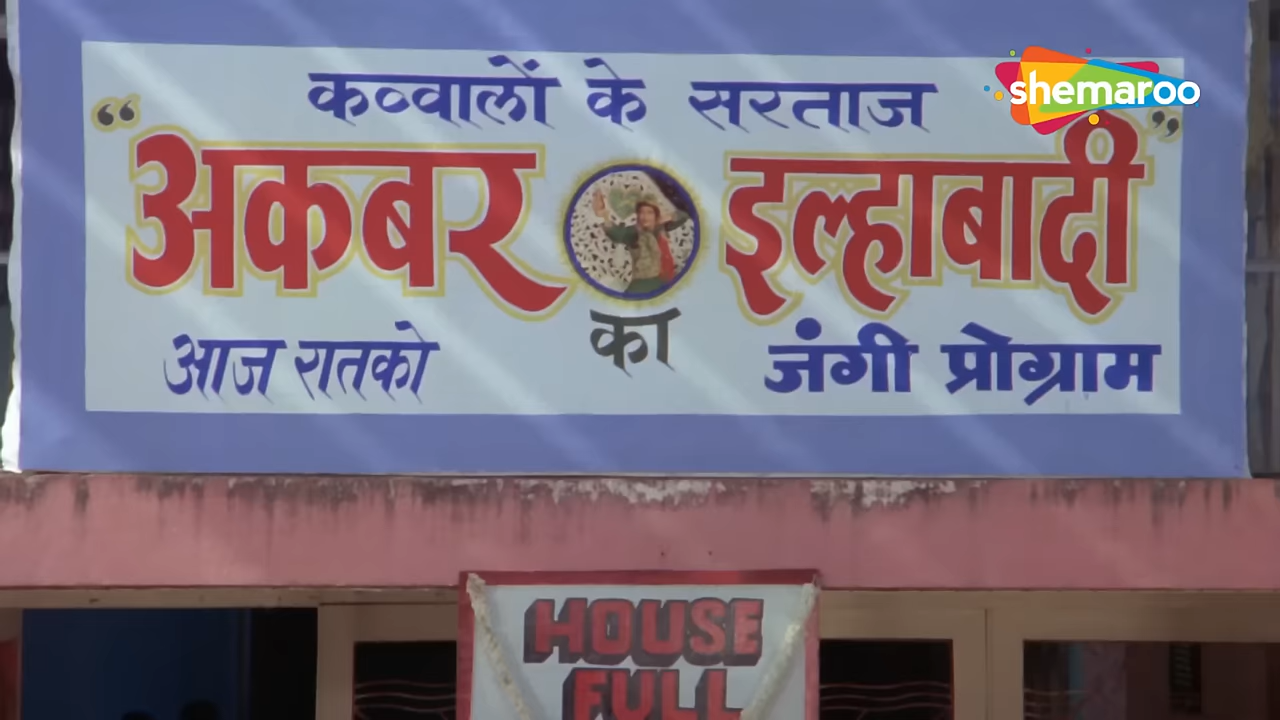 कव्वालों के सरताज
shemaroo
“अकबर इल्हाबादी”
का
आज रातको जंगी प्रोग्राम
HOUSE
FULL